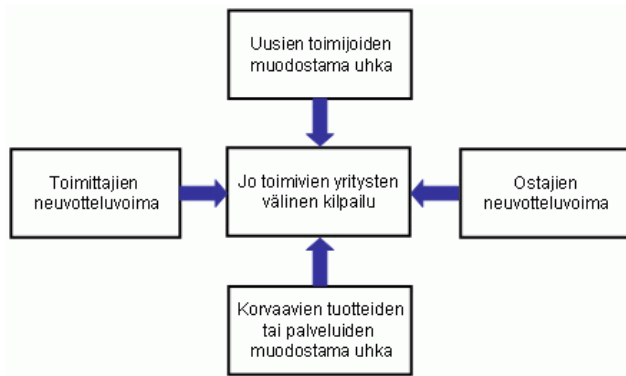 Uusien toimijoiden
muodostama uhka
Toimittajien
neuvotteluvoima
Jo toimivien yritysten
välinen kilpailu
Ostajien
neuvotteluvoima
Korvaavien tuotteiden
tai palveluiden
muodostama uhka